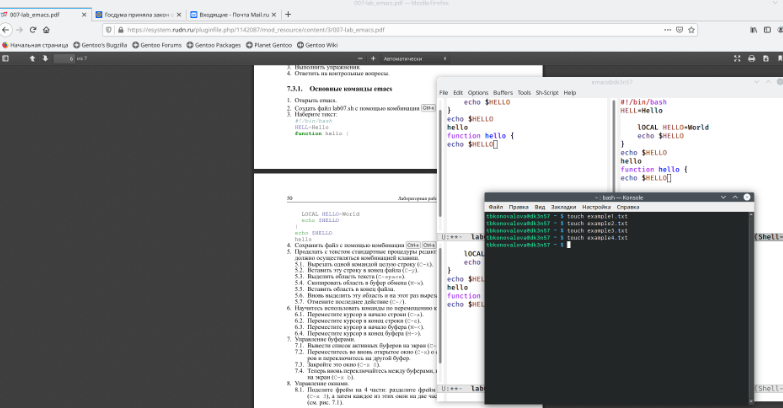 007-lab_emacs.pdf — Mozilla Firefox
007-lab_emacs.pdf
Госдума приняла закон о
Входящие - Почта Mail.ru
https://esystem.rudn.ru/pluginfile.php/1142087/mod_resource/content/3/007-lab_emacs.pdf
Начальная страница
Gentoo's Bugzilla
Gentoo Forums
Gentoo Packages
Planet Gentoo
Gentoo Wiki
из 7
Автоматически
3. Выполнить упражнения.
4. Ответить на контрольные вопросы.
7.3.1. Основные команды emacs
1. Открыть emacs.
2. Создать файл lab07.sh с помощью комбинации Ctrl-x
3. Наберите текст:
#!/bin/bash
HELL=Hello
function hello {
50
LOCAL HELLO=World
echo $HELLO
}
echo $HELLO
hello
4. Сохранить файл с помощью комбинации Ctrl-x Ctrl-
5. Проделать с текстом стандартные процедуры
должно осуществляться комбинацией клавиш.
5.1. Вырезать одной командой целую строку (C-k).
5.2. Вставить эту строку в конец файла (C-y).
5.3. Выделить область текста (C-space).
5.4. Скопировать область в буфер обмена (M-w).
5.5. Вставить область в конец файла.
5.6. Вновь выделить эту область и на этот раз вырез
5.7. Отмените последнее действие (C-/).
6. Научитесь использовать команды по перемещению
6.1. Переместите курсор в начало строки (C-a).
6.2. Переместите курсор в конец строки (C-e).
6.3. Переместите курсор в начало буфера (M-<).
6.4. Переместите курсор в конец буфера (M->).
7. Управление буферами.
7.1. Вывести список активных буферов на экран (C-
7.2. Переместитесь во вновь открытое окно (C-x) o
ров и переключитесь на другой буфер.
7.3. Закройте это окно (C-x 0).
7.4. Теперь вновь переключайтесь между буферами,
на экран (C-x b).
8. Управление окнами.
8.1. Поделите фрейм на 4 части: разделите фрейм
(C-x 3), а затем каждое из этих окон на две час
(см. рис. 7.1).
emacs@dk3n57
File Edit Options Buffers Tools Sh-Script Help
echo $HELLO
}
echo $HELLO
hello
function hello {
echo $HELLO
#!/bin/bash
HELL=Hello
lOCAL HELLO=World
echo $HELLO
}
echo $HELLO
hello
function hello {
echo $HELLO
U:**- lab
(Shell-
lOCAL
echo
}
echo $HEL
hello
function
echo $HEL
U:**- lab
(Shell-
~ : bash — Konsole
Файл Правка Вид Закладки Настройка Справка
tbkonovalova@dk3n57 ~ $ touch example1.txt
tbkonovalova@dk3n57 ~ $ touch example2.txt
tbkonovalova@dk3n57 ~ $ touch example3.txt
tbkonovalova@dk3n57 ~ $ touch example4.txt
tbkonovalova@dk3n57 ~ $